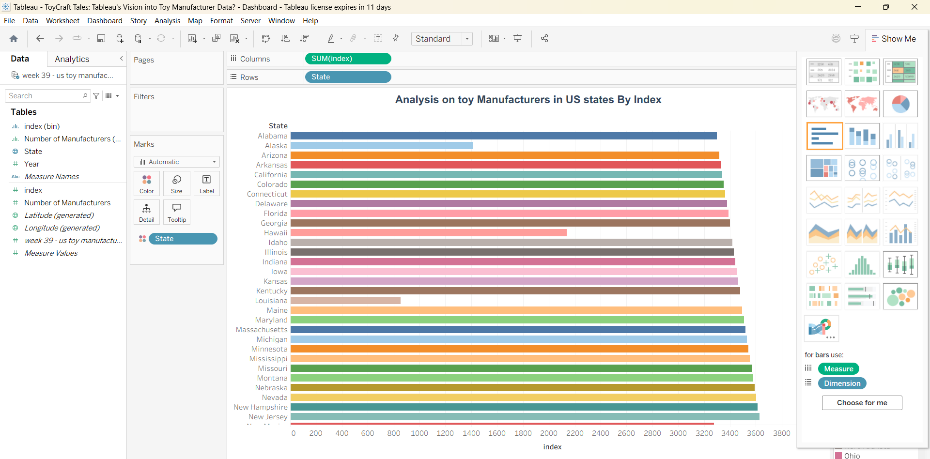 Tableau - ToyCraft Tales: Tableau's Vision into Toy Manufacturer Data? - Dashboard - Tableau license expires in 11 days
File Data Worksheet Dashboard Story Analysis Map Format Server Window Help
Standard
Show Me
Data Analytics
week 39 - us toy manufac...
Search
Tables
index (bin)
Number of Manufacturers (...
State
Year
Measure Names
index
Number of Manufacturers
Latitude (generated)
Longitude (generated)
week 39 - us toy manufactu...
Measure Values
Pages
Filters
Marks
Automatic
Color Size Label
Detail Tooltip
State
Columns SUM(Index)
Rows State
Analysis on toy Manufacturers in US states By Index
State
Alabama
Alaska
Arizona
Arkansas
California
Colorado
Connecticut
Delaware
Florida
Georgia
Hawaii
Idaho
Illinois
Indiana
Iowa
Kansas
Kentucky
Louisiana
Maine
Maryland
Massachusetts
Michigan
Minnesota
Mississippi
Missouri
Montana
Nebraska
Nevada
New Hampshire
New Jersey
0 200 400 600 800 1000 1200 1400 1600 1800 2000 2200 2400 2600 2800 3000 3200 3400 3600 3800
index
for bars use:
Measure
Dimension
Choose for me
Ohio